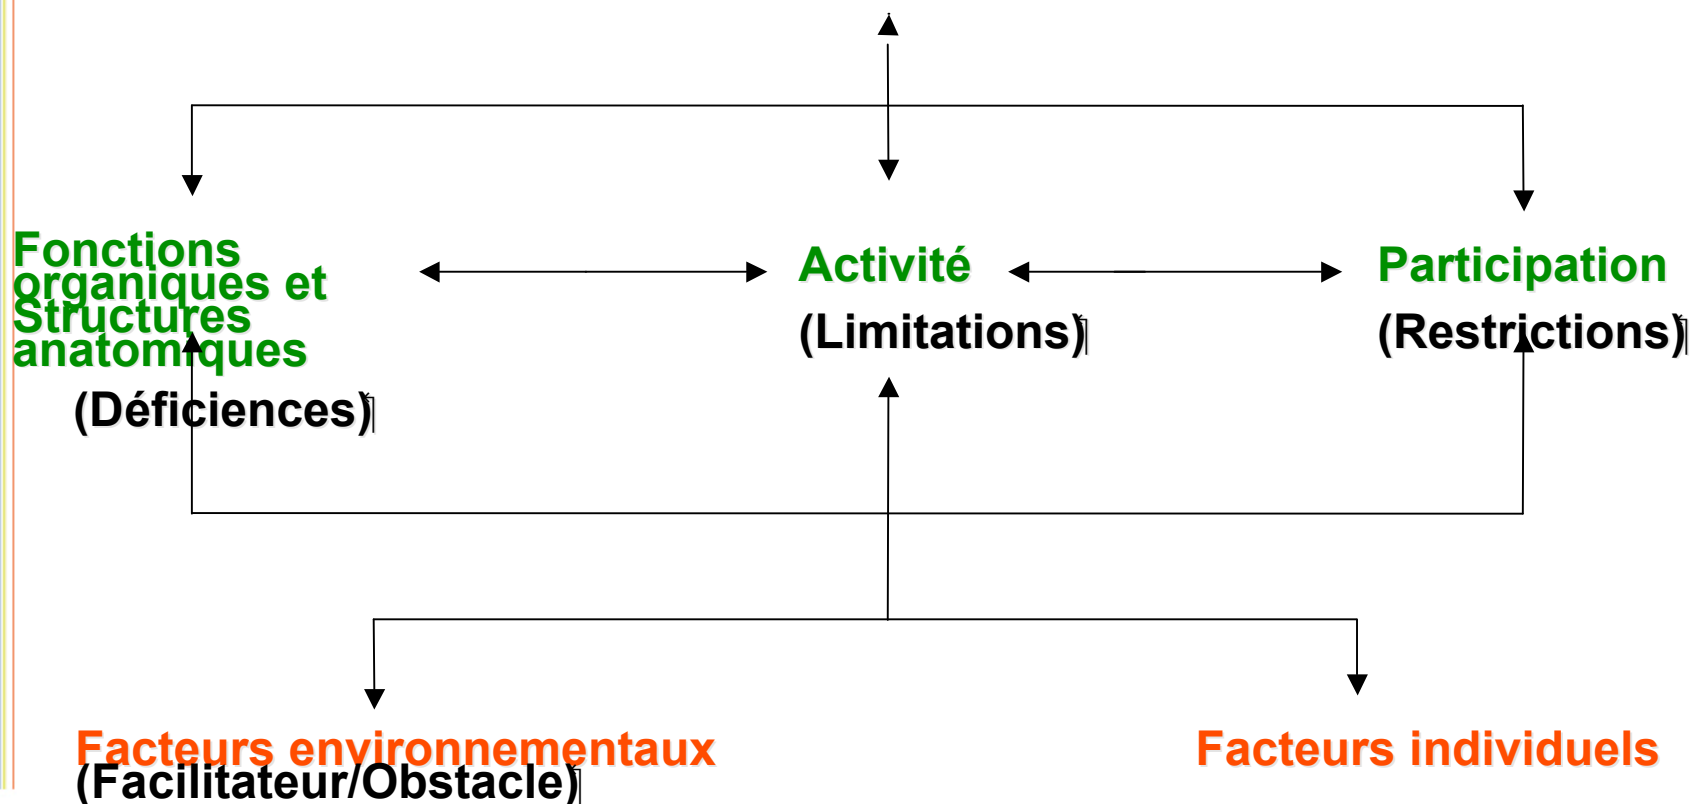 Fonctions
organiques et
Structures
anatomiques
(Déficiences)
Activité
(Limitations)
Participation
(Restrictions)
Facteurs environnementaux
(Facilitateur/Obstacle)
Facteurs individuels